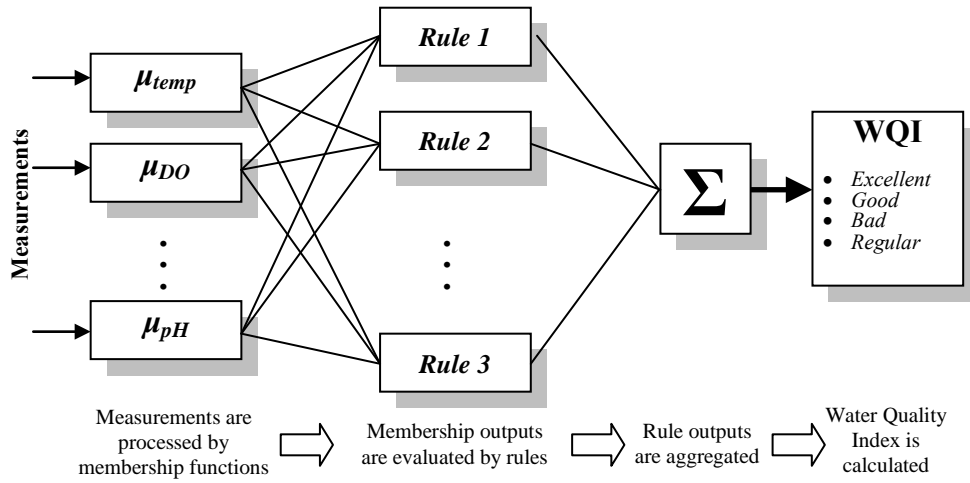 Measurements
μtemp
μDO
μpH
Rule 1
Rule 2
Rule 3
Σ
WQI
• Excellent
• Good
• Bad
• Regular
Measurements are
processed by
membership functions
Membership outputs
are evaluated by rules
Rule outputs
are aggregated
Water Quality
Index is
calculated